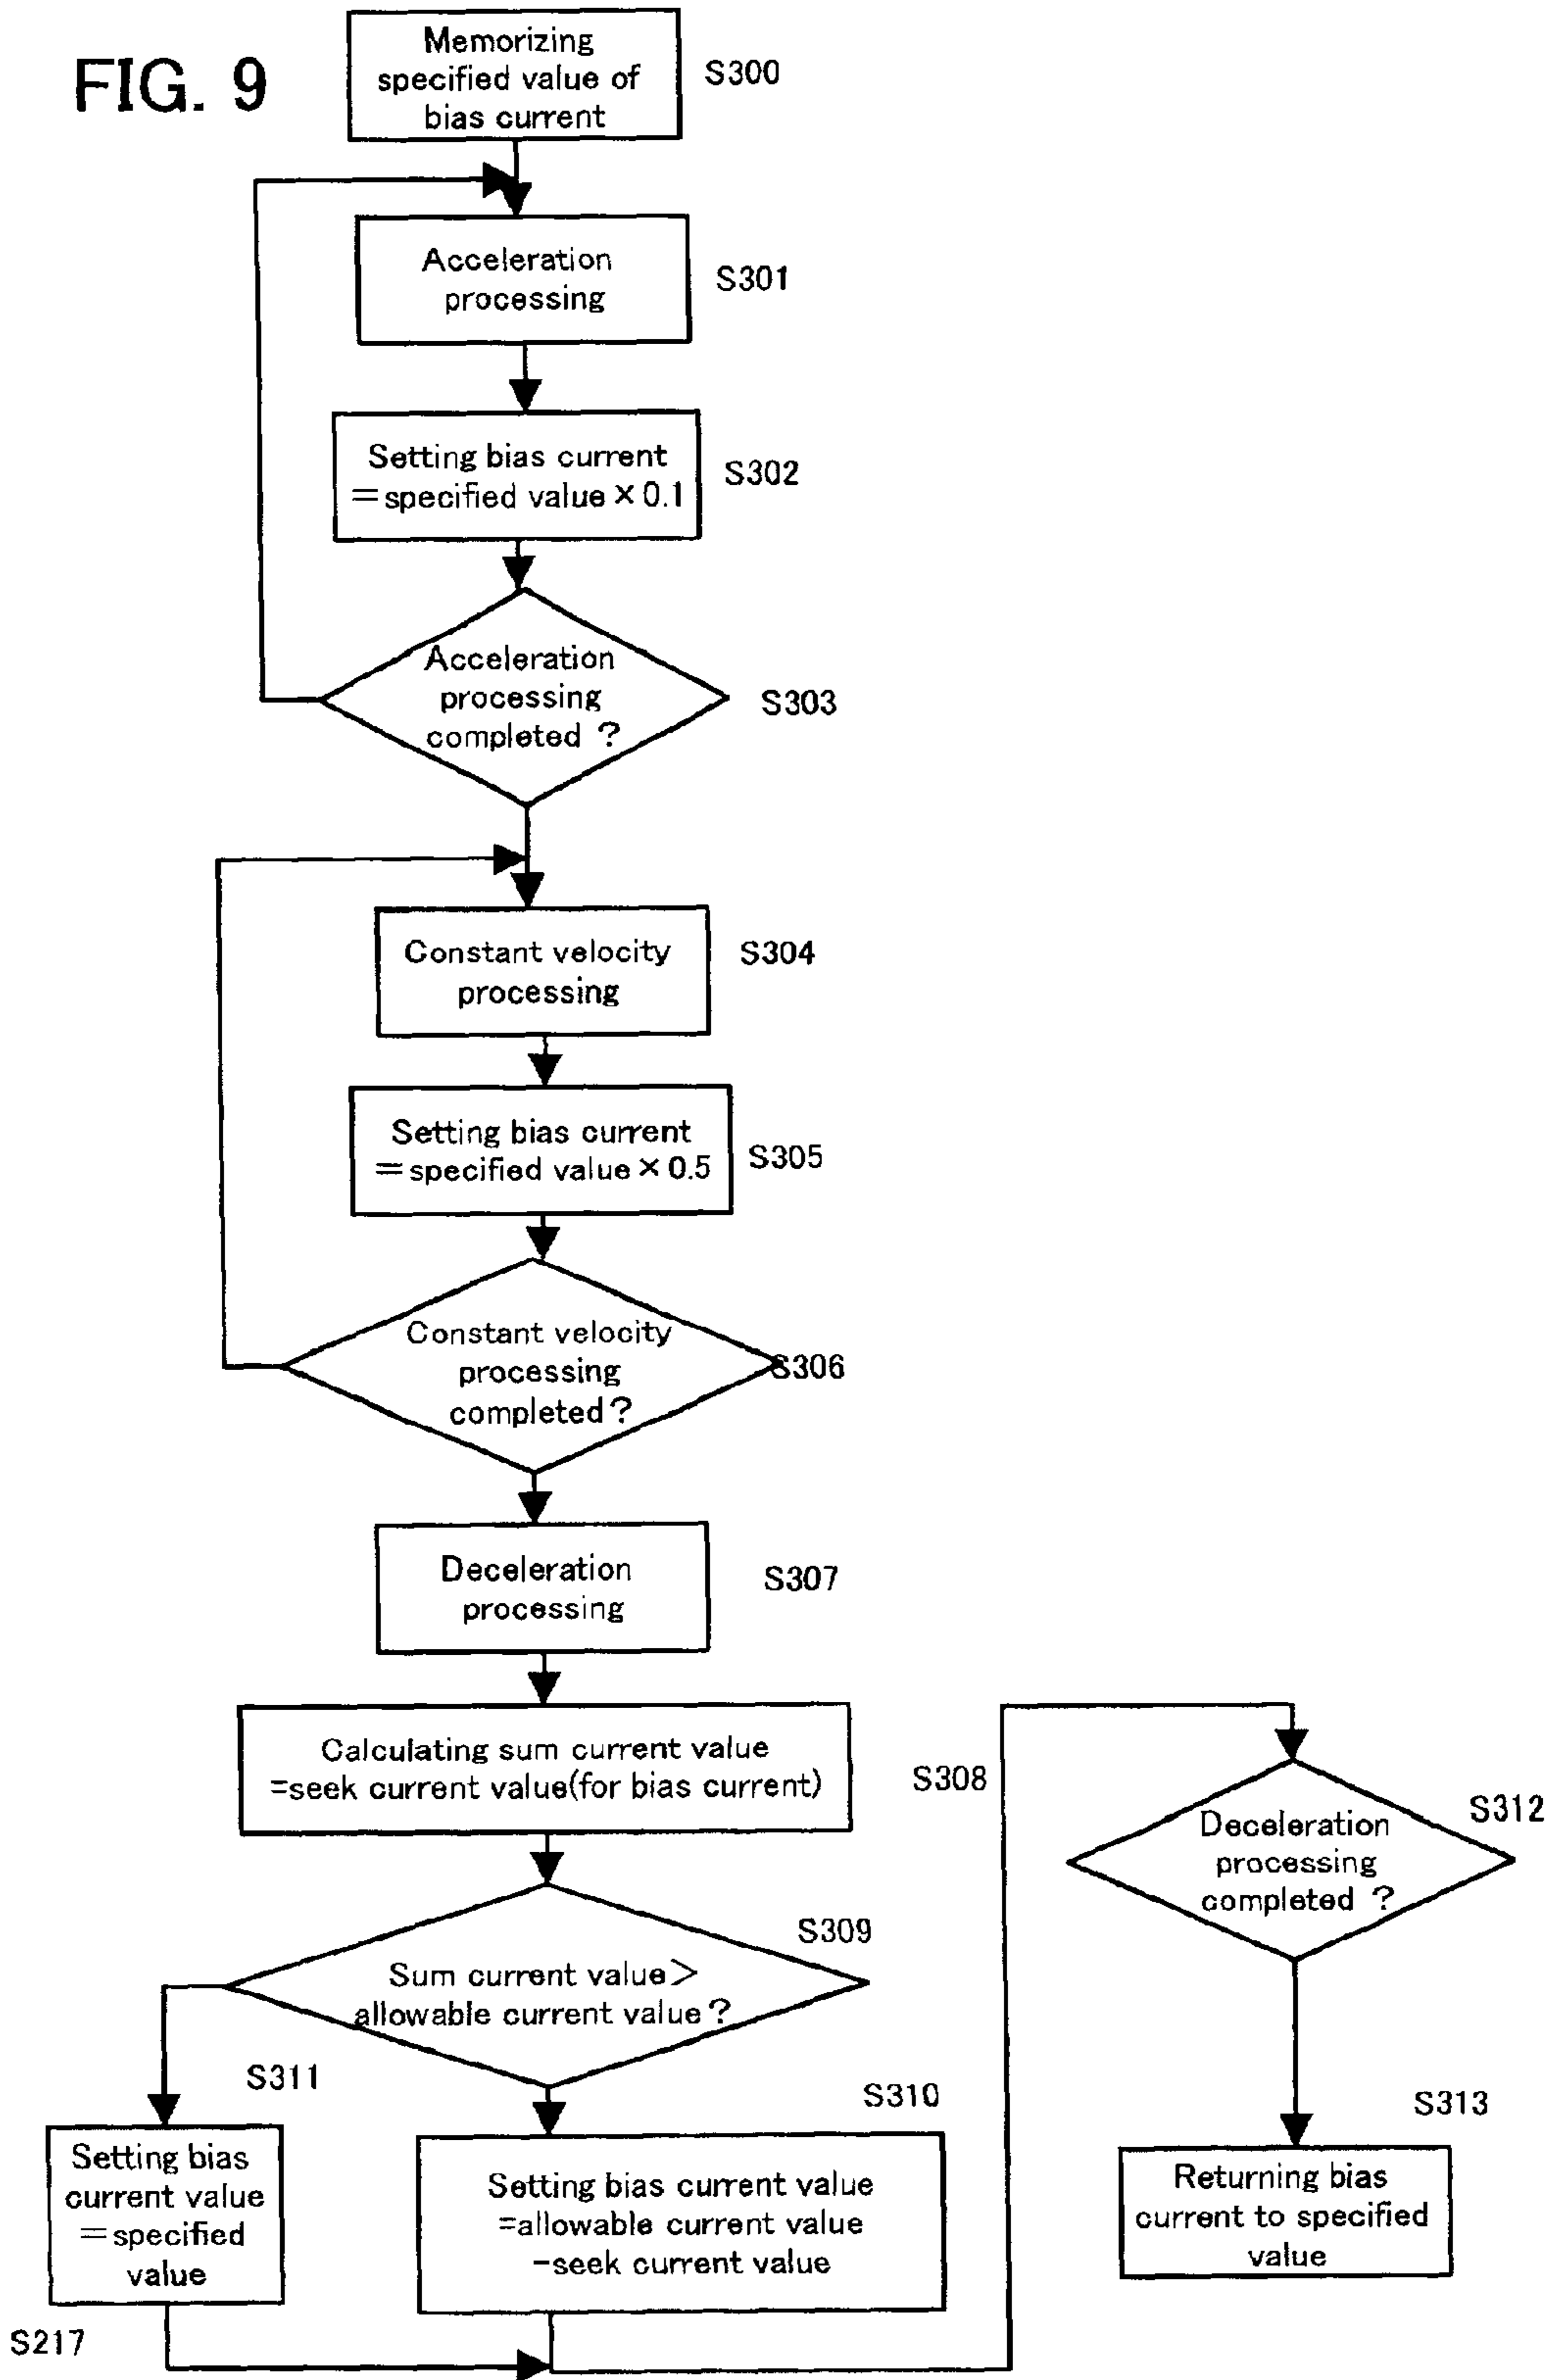 FIG. 9
Memorizing
specified value of
bias current
S300
Acceleration
processing
S301
Setting bias current
=specified value×0.1
S302
Acceleration
processing
completed ?
S303
Constant velocity
processing
S304
Setting bias current
=specified value×0.5
S305
Constant velocity
processing
completed?
S306
Deceleration
processing
S307
Calculating sum current value
=seek current value(for bias current)
S308
Sum current value>
allowable current value?
S309
S311
Setting bias
current value
=specified
value
S217
S310
Setting bias current value
=allowable current value
-seek current value
S312
Deceleration
processing
completed ?
S313
Returning bias
current to specified
value